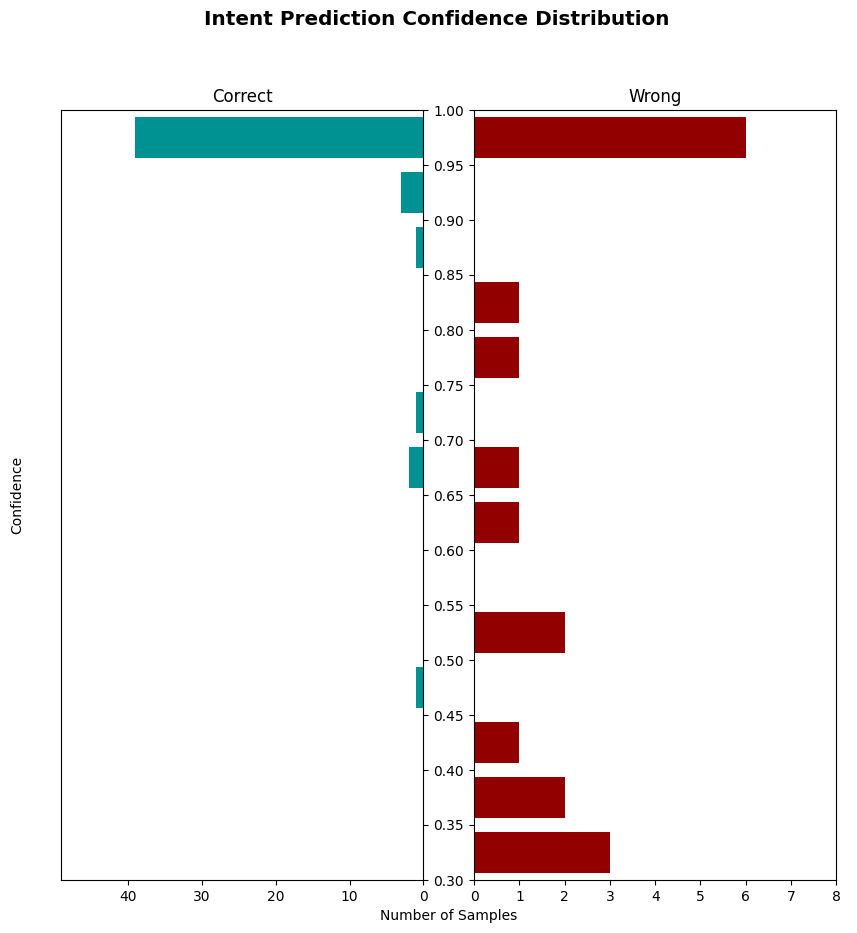 Intent Prediction Confidence Distribution
Correct
Wrong
1.00
0.95
0.90
0.85
0.80
0.75
0.70
0.65
0.60
0.55
0.50
0.45
0.40
0.35
0.30
Confidence
40 30 20 10 0
0 1 2 3 4 5 6 7 8
Number of Samples